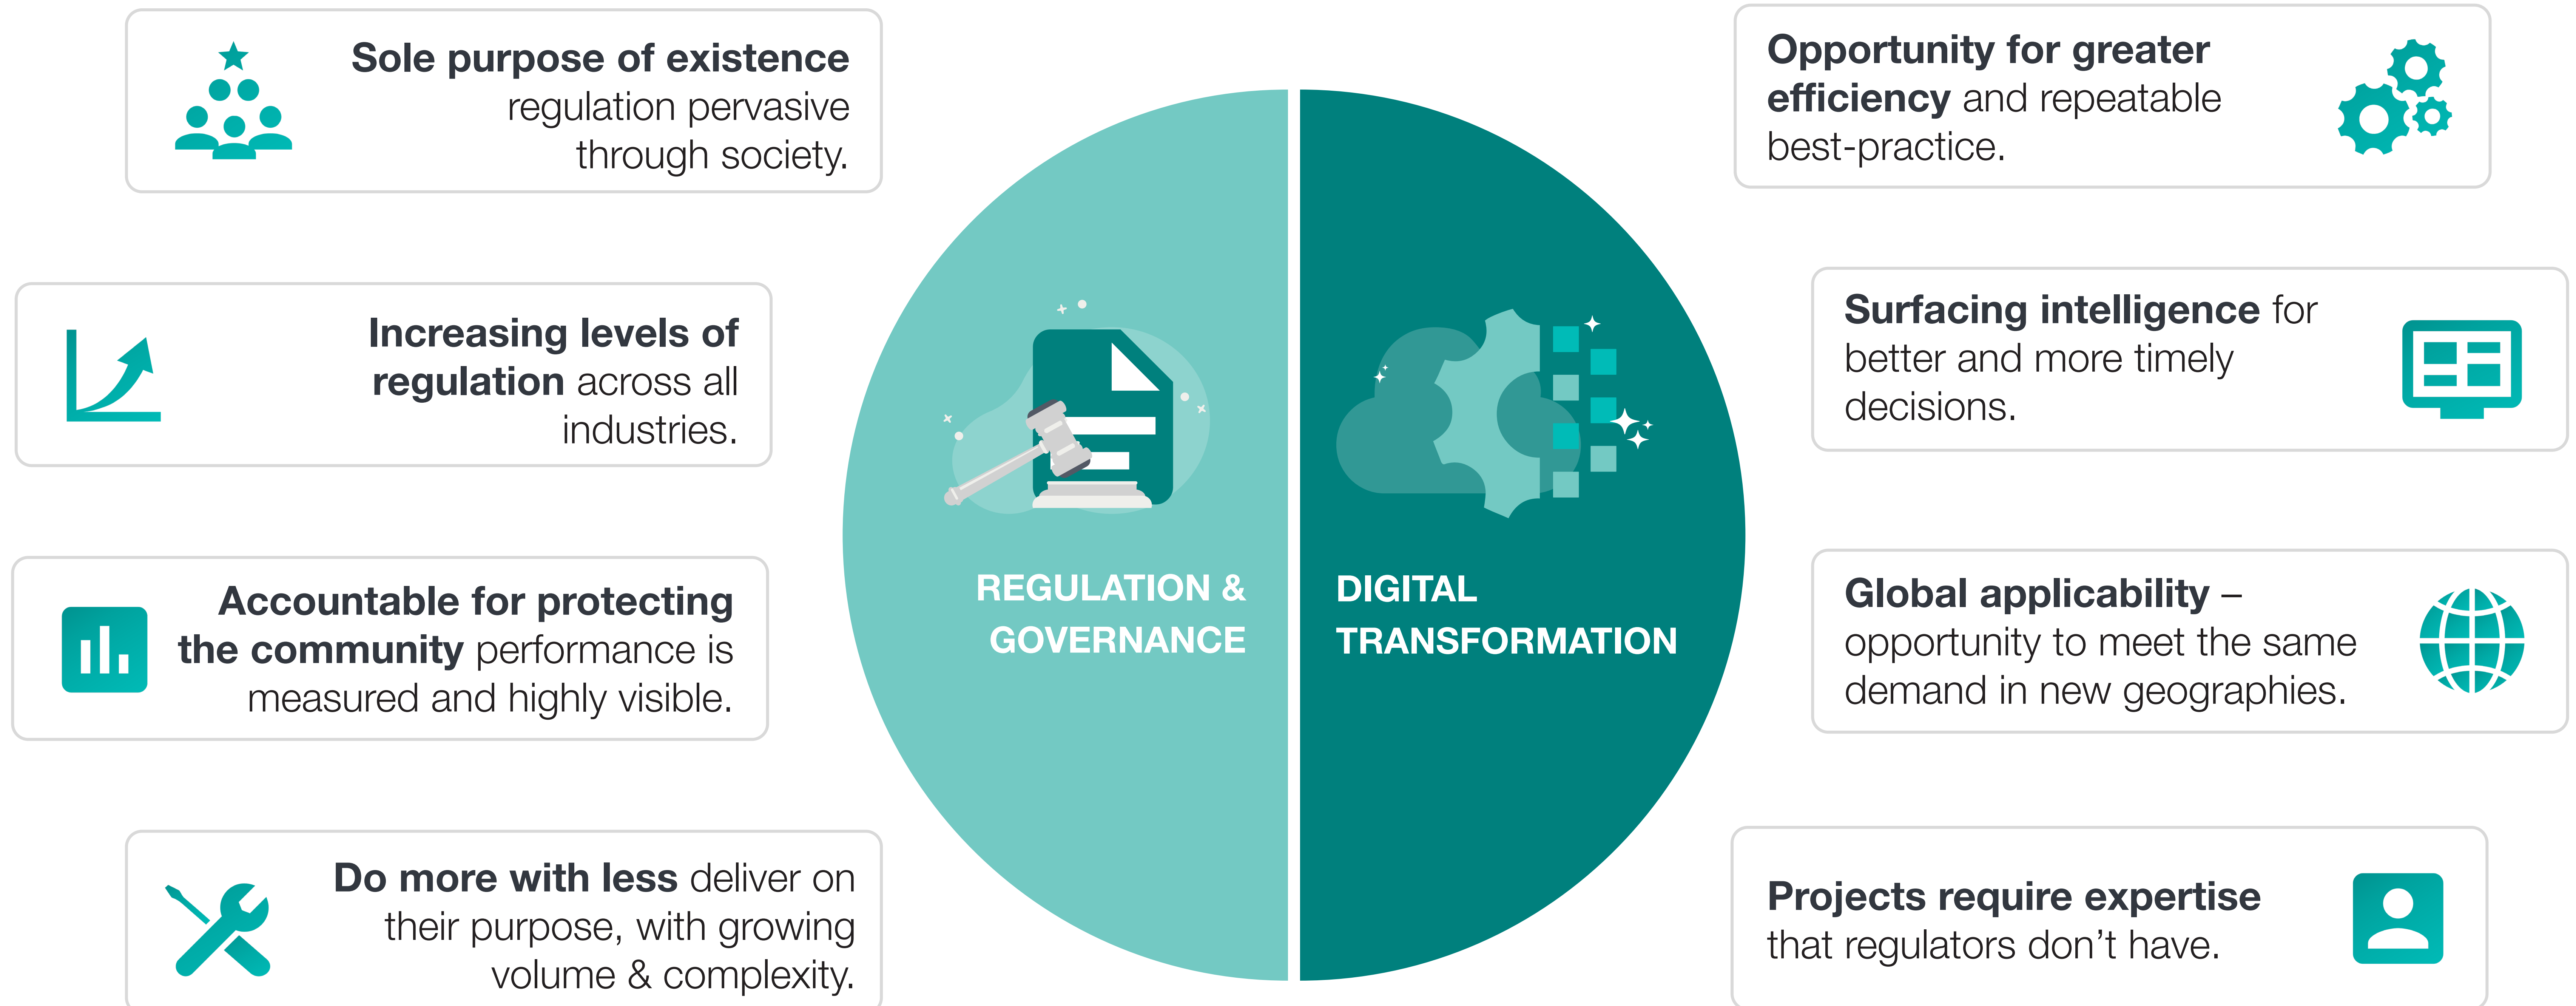 Sole purpose of existence
regulation pervasive
through society.
Increasing levels of
regulation across all
industries.
Accountable for protecting
the community performance is
measured and highly visible.
Do more with less deliver on
their purpose, with growing
volume & complexity.
REGULATION &
GOVERNANCE
DIGITAL
TRANSFORMATION
Opportunity for greater
efficiency and repeatable
best-practice.
Surfacing intelligence for
better and more timely
decisions.
Global applicability –
opportunity to meet the same
demand in new geographies.
Projects require expertise
that regulators don’t have.